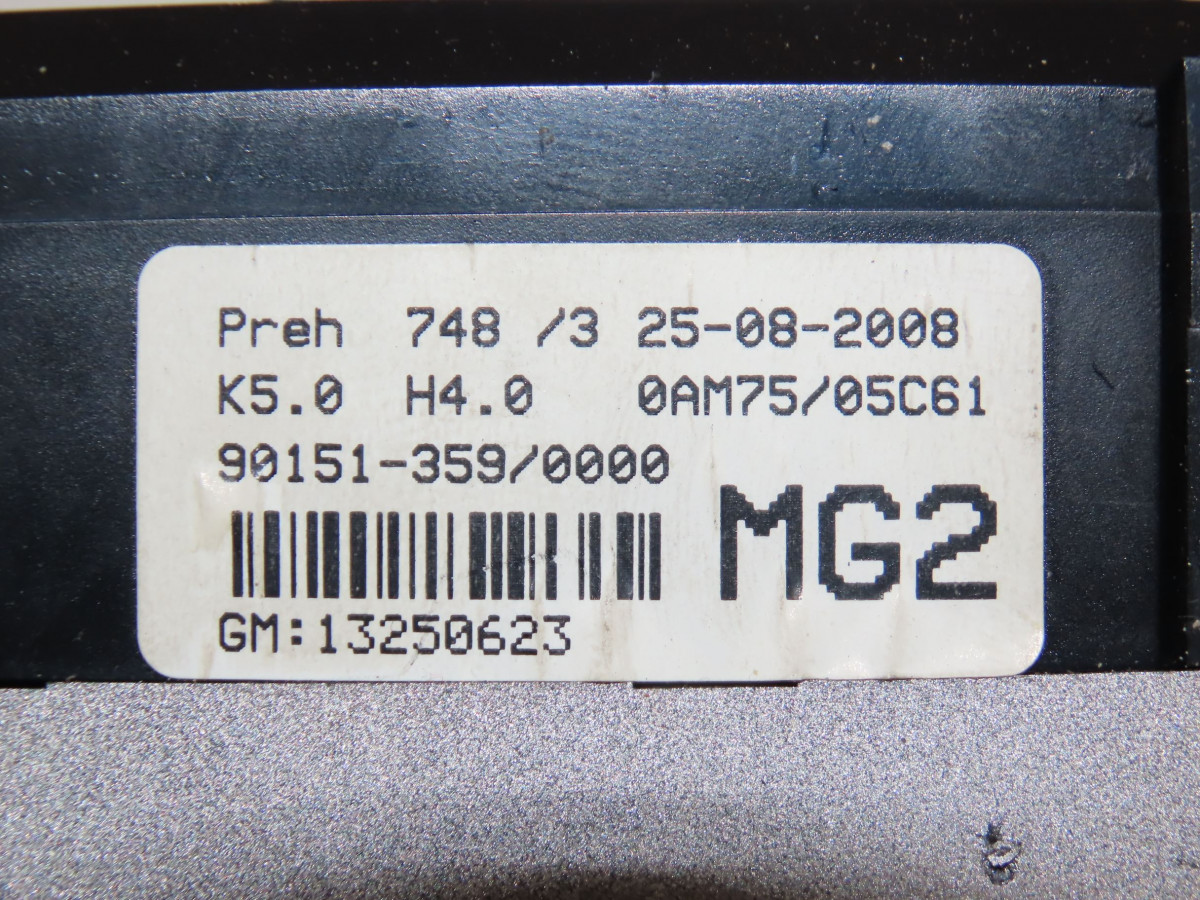 Preh 748 /3 25-08-2008
K5.0 H4.0 0AM75/05C61
90151-359/0000
MG2
GM:13250623